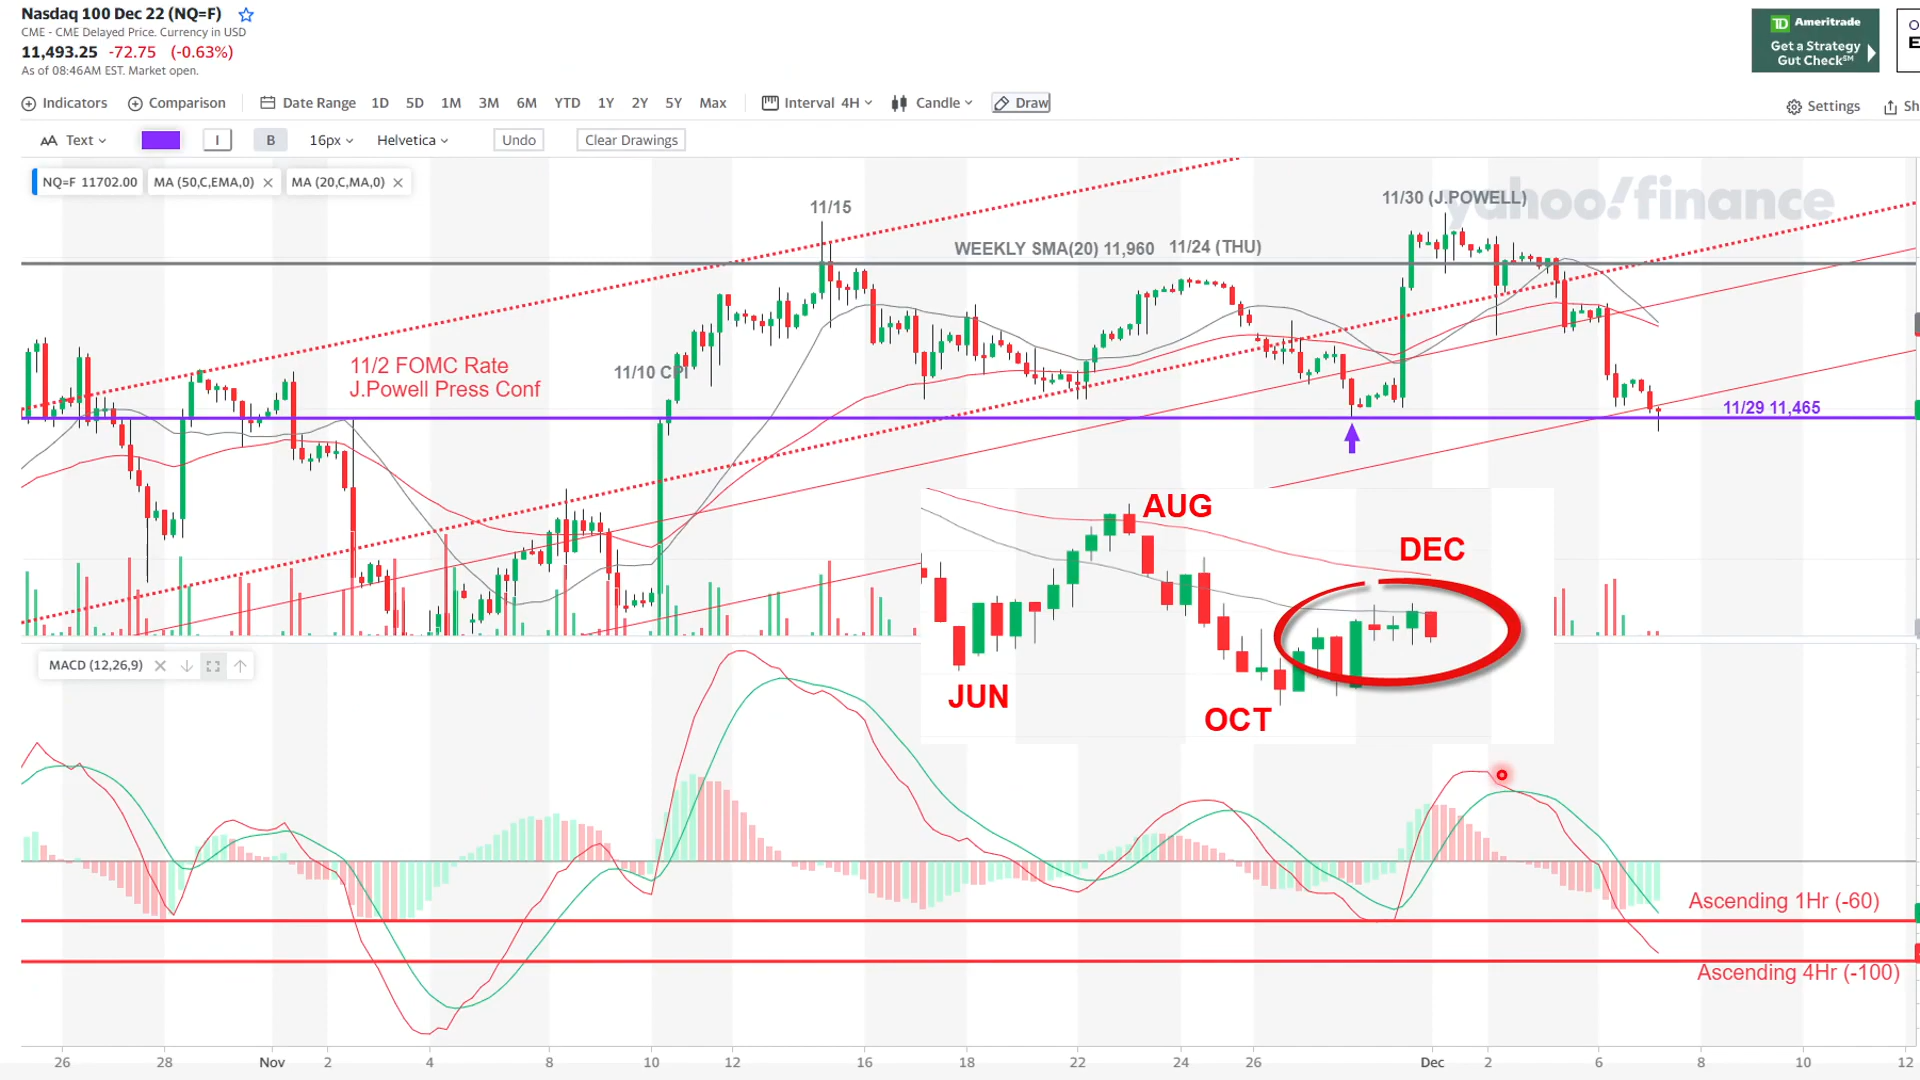 Nasdaq 100 Dec 22 (NQ=F)
CME - CME Delayed Price. Currency in USD
11,493.25 -72.75 (-0.63%)
As of 08:46AM EST. Market open.
TD Ameritrade
Get a Strategy
Gut Check℠
Indicators Comparison Date Range 1D 5D 1M 3M 6M YTD 1Y 2Y 5Y Max Interval 4H Candle Draw Settings Sh
AA Text I B 16px Helvetica Undo Clear Drawings
NQ=F 11702.00 MA (50,C,EMA,0) MA (20,C,MA,0)
yahoo!finance
11/30 (J.POWELL)
11/15
WEEKLY SMA(20) 11,960 11/24 (THU)
11/2 FOMC Rate
J.Powell Press Conf
11/10 CPI
11/29 11,465
AUG
DEC
JUN
OCT
MACD (12,26,9)
Ascending 1Hr (-60)
Ascending 4Hr (-100)
26 28 Nov 2 4 8 10 12 16 18 22 24 26 Dec 2 6 8 10 12